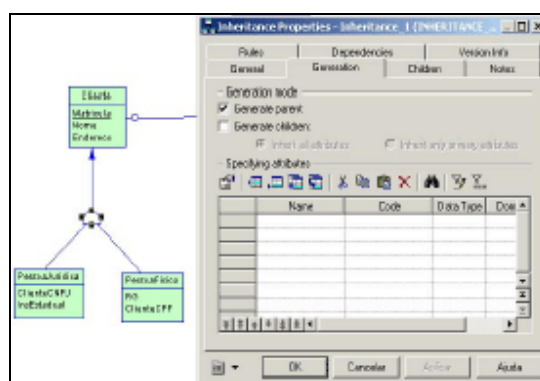 Inheritance Properties - Inheritance_1 (INHERITANCE_...
Rules
Dependencies
Version Info
General
Generation
Children
Notes
Generation mode
Generate parent
Generate children:
Inherit all attributes
Inherit only primary attributes
Specifying attributes
Name
Code
Data Type
Cliente
Matricula
Nome
Endereco
PessoaJuridica
ClienteCNPJ
InsEstadual
PessoaFisica
RG
ClienteCPF
OK
Cancelar
Aplicar
Ajuda